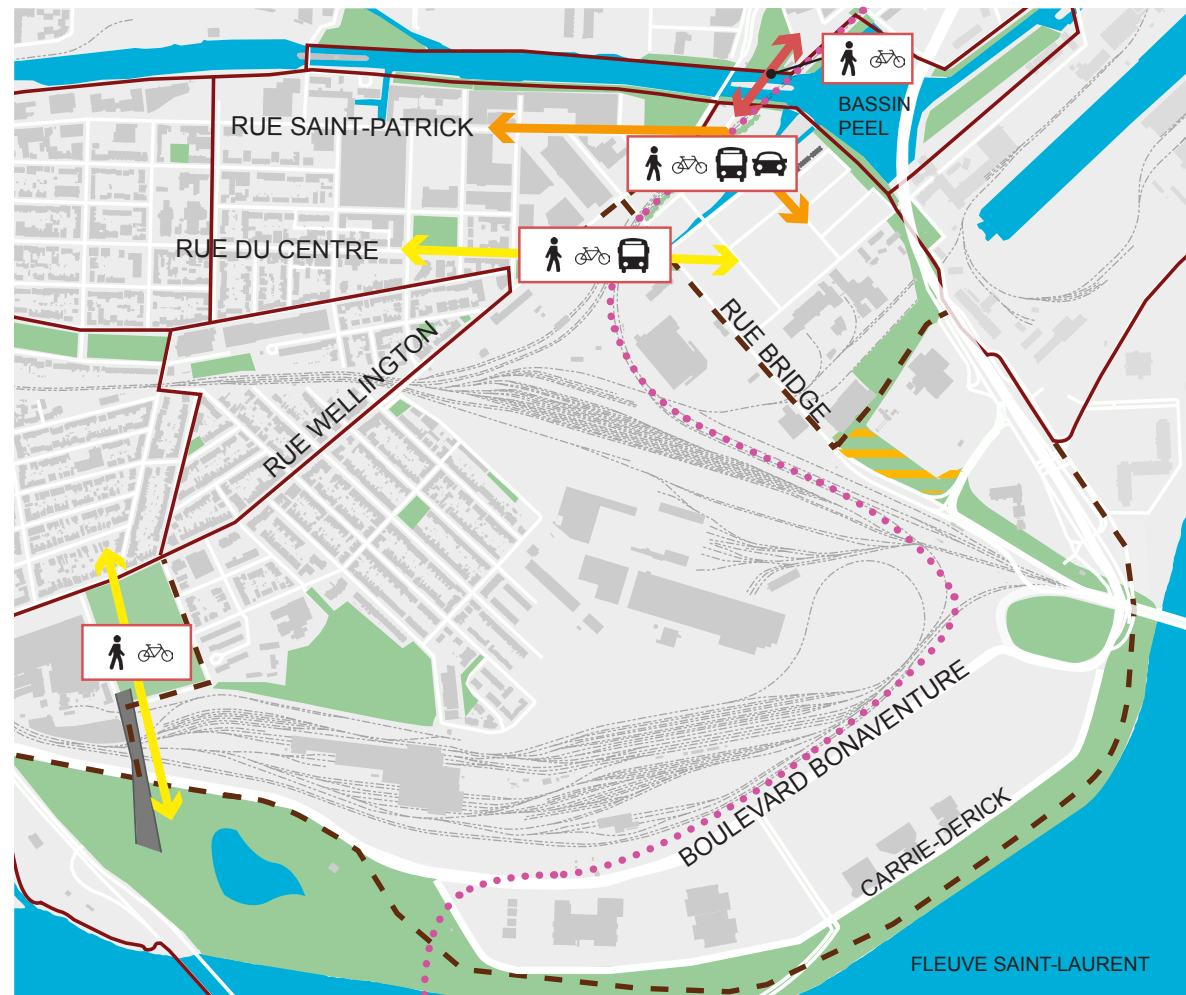 BASSIN
PEEL
RUE SAINT-PATRICK
RUE DU CENTRE
RUE WELLINGTON
RUE BRIDGE
BOULEVARD BONAVENTURE
CARRIE-DERICK
FLEUVE SAINT-LAURENT